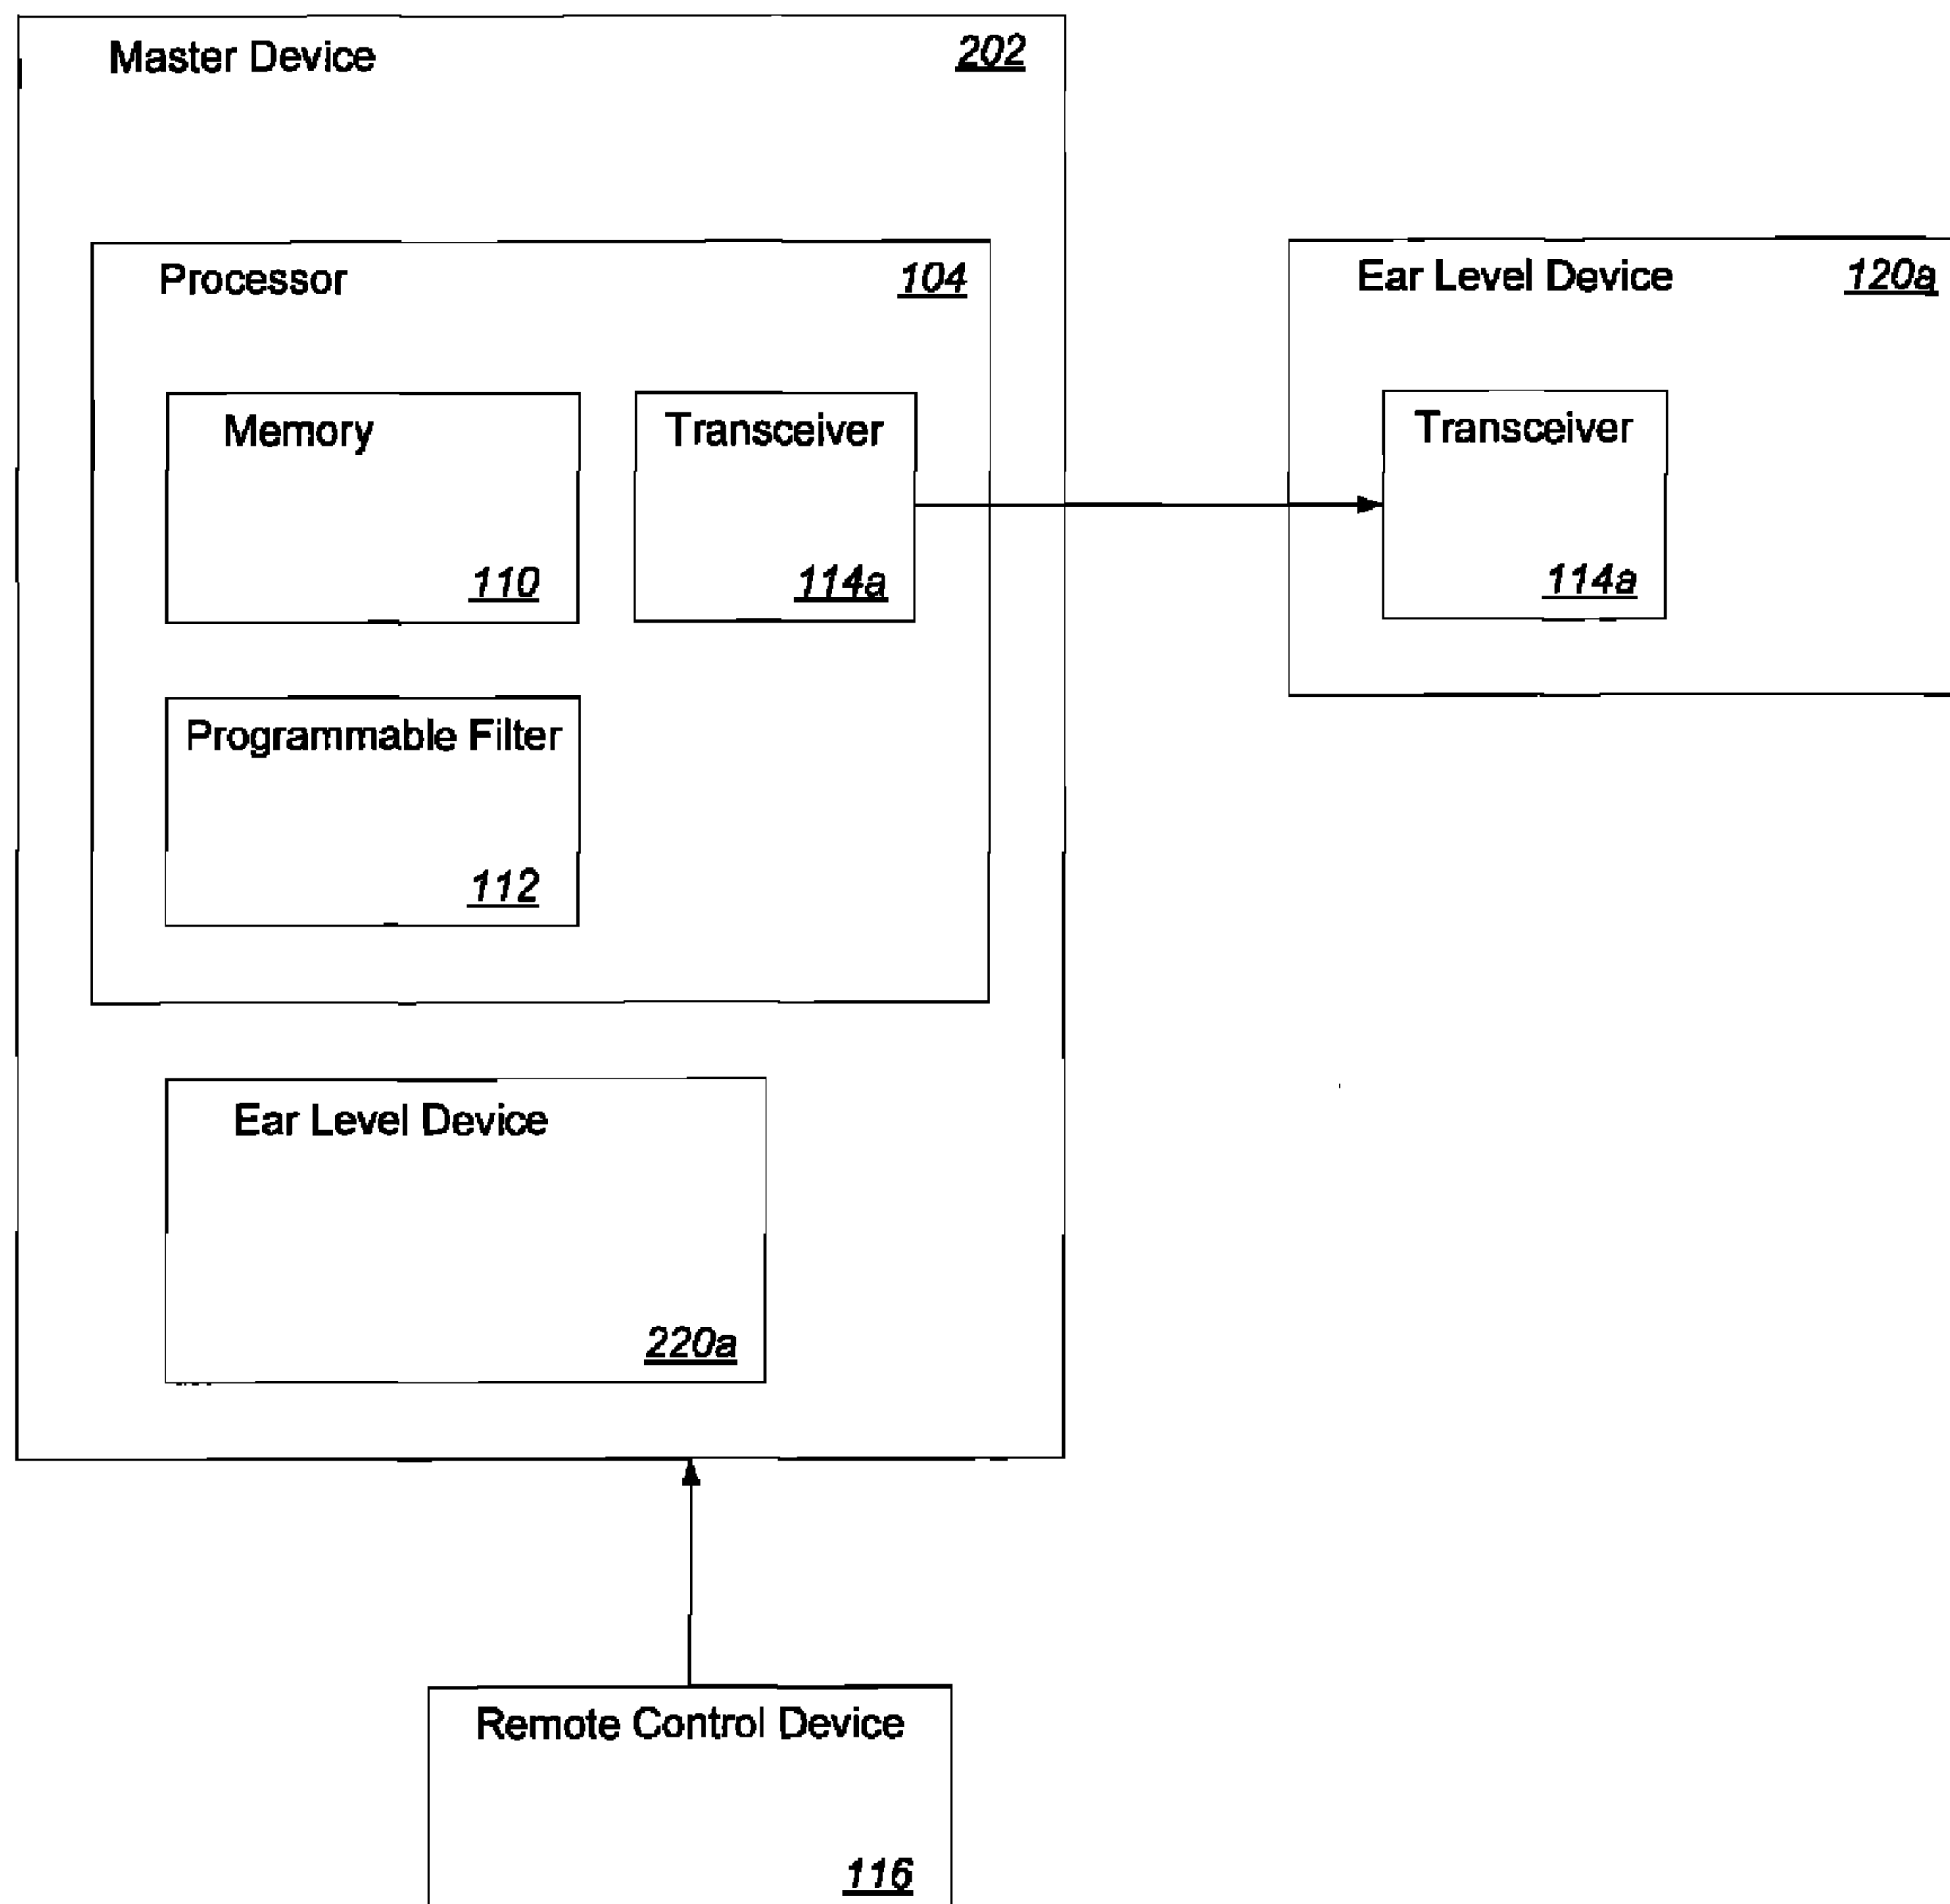 Master Device 202
Processor 104
Ear Level Device 120a
Memory
Transceiver
Transceiver
110
114a
114a
Programmable Filter
112
Ear Level Device
220a
Remote Control Device
116